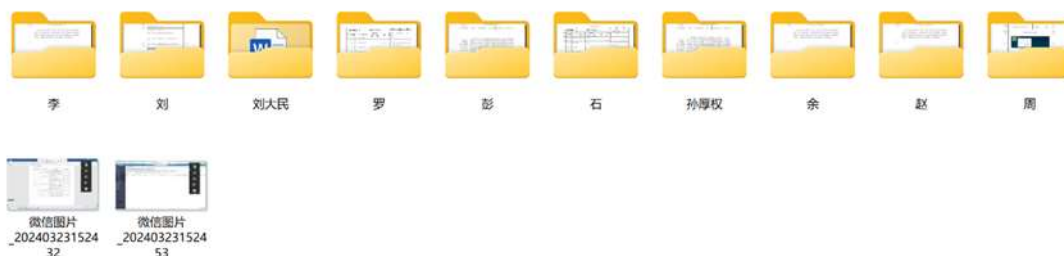 李
刘
刘大民
罗
彭
石
孙厚权
余
赵
周
微信图片
_202403231524
32
微信图片
_202403231524
53